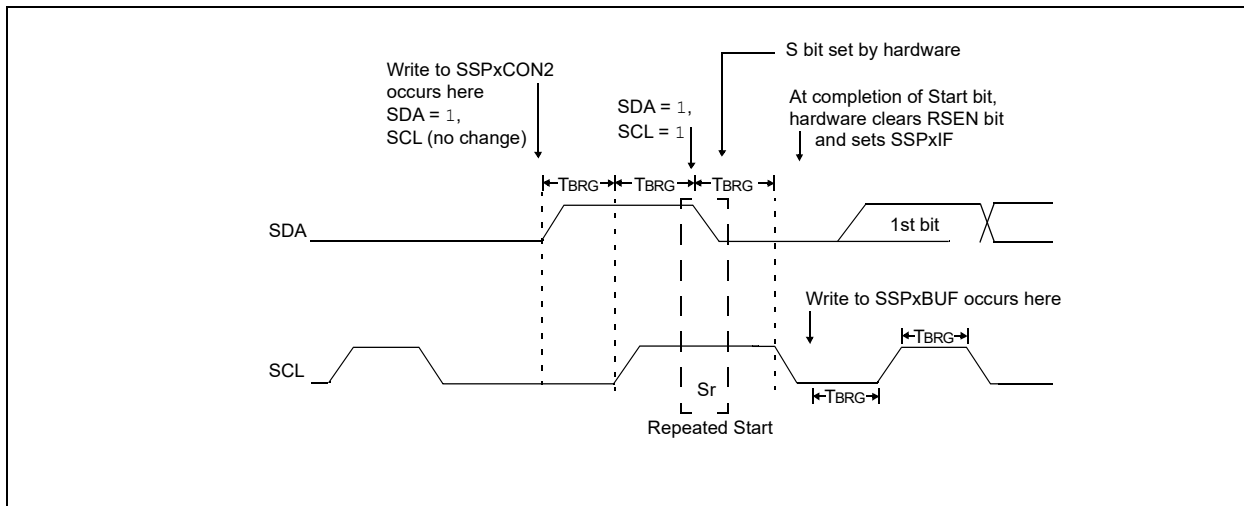 S bit set by hardware
Write to SSPxCON2
occurs here
SDA = 1,
SCL (no change)
SDA = 1,
SCL = 1
At completion of Start bit,
hardware clears RSEN bit
and sets SSPxIF
TBRG TBRG TBRG
SDA
1st bit
Write to SSPxBUF occurs here
TBRG
SCL
Sr
TBRG
Repeated Start